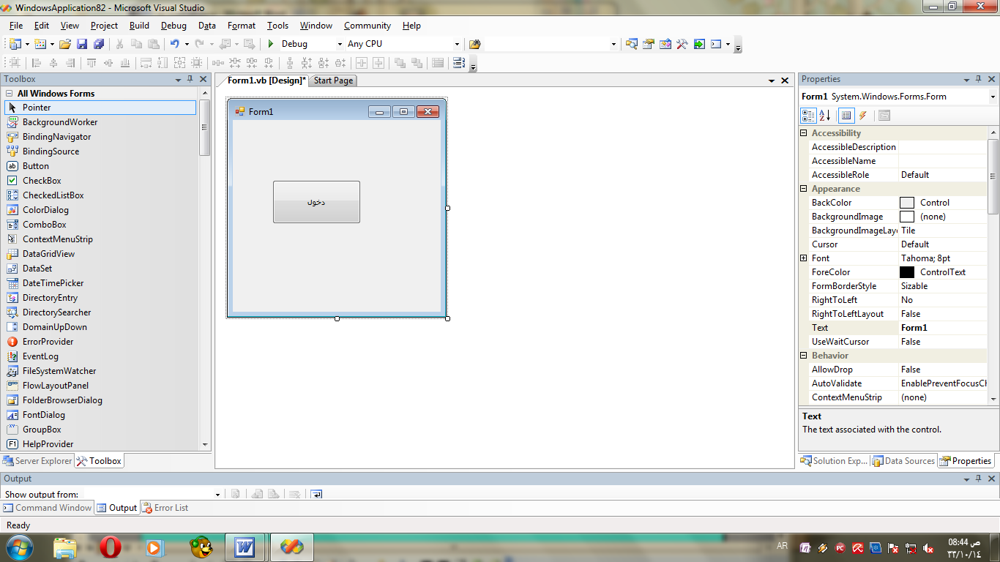 WindowsApplication82 - Microsoft Visual Studio
File Edit View Project Build Debug Data Format Tools Window Community Help
Debug Any CPU
Toolbox
All Windows Forms
Pointer
BackgroundWorker
BindingNavigator
BindingSource
Button
CheckBox
CheckedListBox
ColorDialog
ComboBox
ContextMenuStrip
DataGridView
DataSet
DateTimePicker
DirectoryEntry
DirectorySearcher
DomainUpDown
ErrorProvider
EventLog
FileSystemWatcher
FlowLayoutPanel
FolderBrowserDialog
FontDialog
GroupBox
HelpProvider
Server Explorer Toolbox
Form1.vb [Design]* Start Page
Form1
دخول
Properties
Form1 System.Windows.Forms.Form
Accessibility
AccessibleDescription
AccessibleName
AccessibleRole Default
Appearance
BackColor Control
BackgroundImage (none)
BackgroundImageLay Tile
Cursor Default
Font Tahoma; 8pt
ForeColor ControlText
FormBorderStyle Sizable
RightToLeft No
RightToLeftLayout False
Text Form1
UseWaitCursor False
Behavior
AllowDrop False
AutoValidate EnablePreventFocusCh
ContextMenuStrip (none)
Text
The text associated with the control.
Solution Exp... Data Sources Properties
Output
Show output from:
Command Window Output Error List
Ready
AR
08:44 ص
٣٣/١٠/١٤